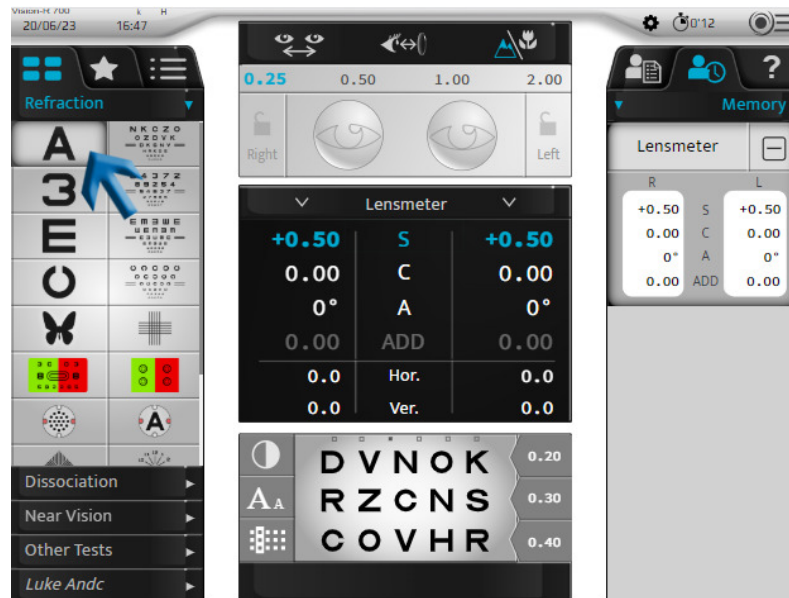 Vision-R 700
20/06/23 16:47
Refraction
A
N K C Z O
O Z D V K
3
E
A
Dissociation
Near Vision
Other Tests
Luke Andc
0.25 0.50 1.00 2.00
Right Left
Lensmeter
+0.50 S +0.50
0.00 C 0.00
0° A 0°
0.00 ADD 0.00
0.0 Hor. 0.0
0.0 Ver. 0.0
D V N O K 0.20
AA R Z C N S 0.30
C O V H R 0.40
0'12
?
Memory
Lensmeter
R L
+0.50 S +0.50
0.00 C 0.00
0° A 0°
0.00 ADD 0.00